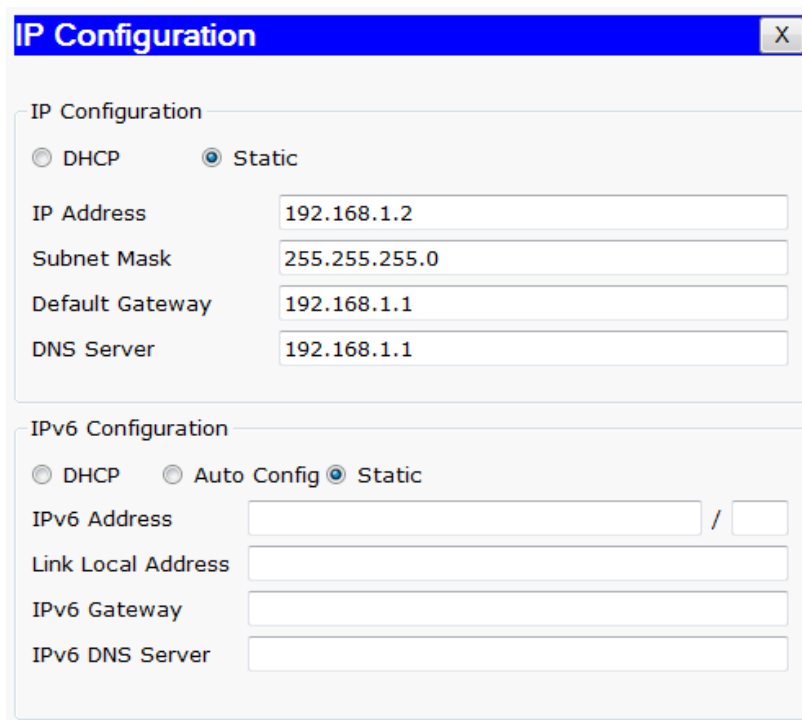 IP Configuration X
IP Configuration
DHCP Static
IP Address 192.168.1.2
Subnet Mask 255.255.255.0
Default Gateway 192.168.1.1
DNS Server 192.168.1.1
IPv6 Configuration
DHCP Auto Config Static
IPv6 Address /
Link Local Address
IPv6 Gateway
IPv6 DNS Server